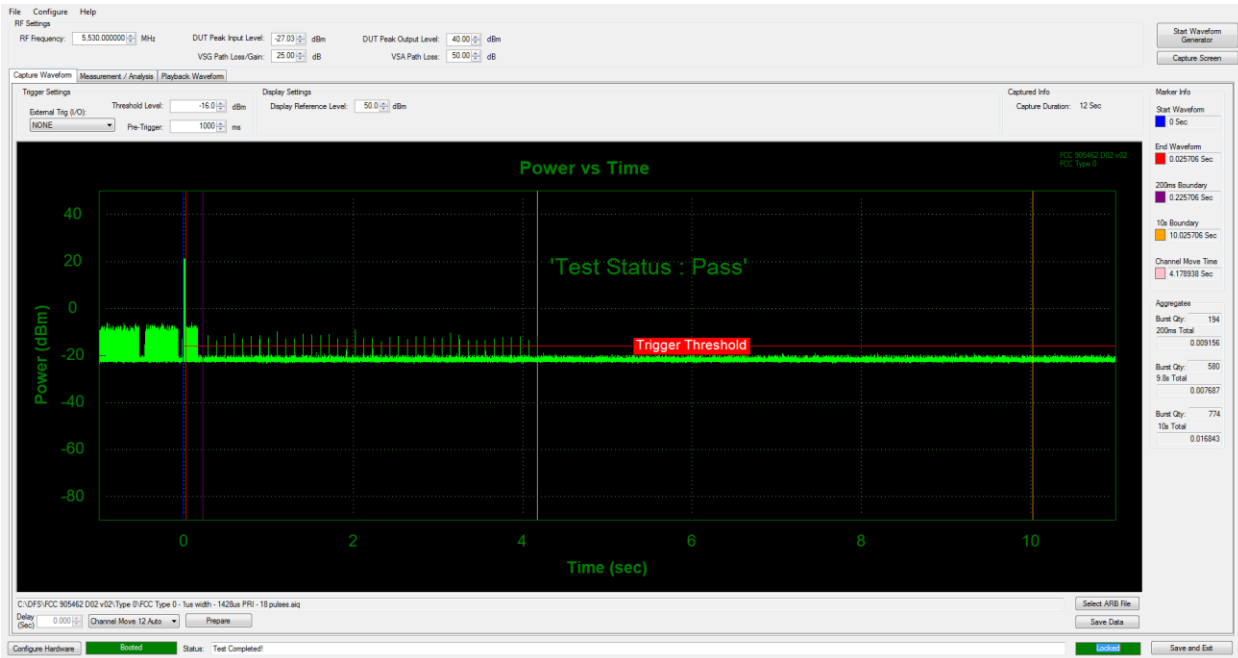 File Configure Help
RF Settings
RF Frequency: 5,530.000000 MHz DUT Peak Input Level: -27.03 dBm DUT Peak Output Level: 40.00 dBm
VSG Path Loss/Gain: 25.00 dB VSA Path Loss: 50.00 dB
Start Waveform Generator
Capture Screen
Capture Waveform Measurement / Analysis Playback Waveform
Trigger Settings
External Trig (I/O):
NONE
Threshold Level: -16.0 dBm
Pre-Trigger: 1000 ms
Display Settings
Display Reference Level: 50.0 dBm
Captured Info
Capture Duration: 12 Sec
Marker Info
Start Waveform
0 Sec
End Waveform
0.025706 Sec
200ms Boundary
0.225706 Sec
10s Boundary
10.025706 Sec
Channel Move Time
4.178938 Sec
Aggregates
Burst Qty: 194
200ms Total
0.009156
Burst Qty: 580
9.8s Total
0.007687
Burst Qty: 774
10s Total
0.016843
Power vs Time
FCC 905462 D02 v02
FCC Type 0
'Test Status : Pass'
Trigger Threshold
Power (dBm)
40
20
0
-20
-40
-60
-80
0 2 4 6 8 10
Time (sec)
C:\DFS\FCC 905462 D02 v02\Type 0\FCC Type 0 - 1us width - 1428us PRI - 18 pulses.aiq
Select ARB File
Delay (Sec) 0.000 Channel Move 12 Auto Prepare
Save Data
Configure Hardware Booted Status: Test Completed! Locked Save and Exit